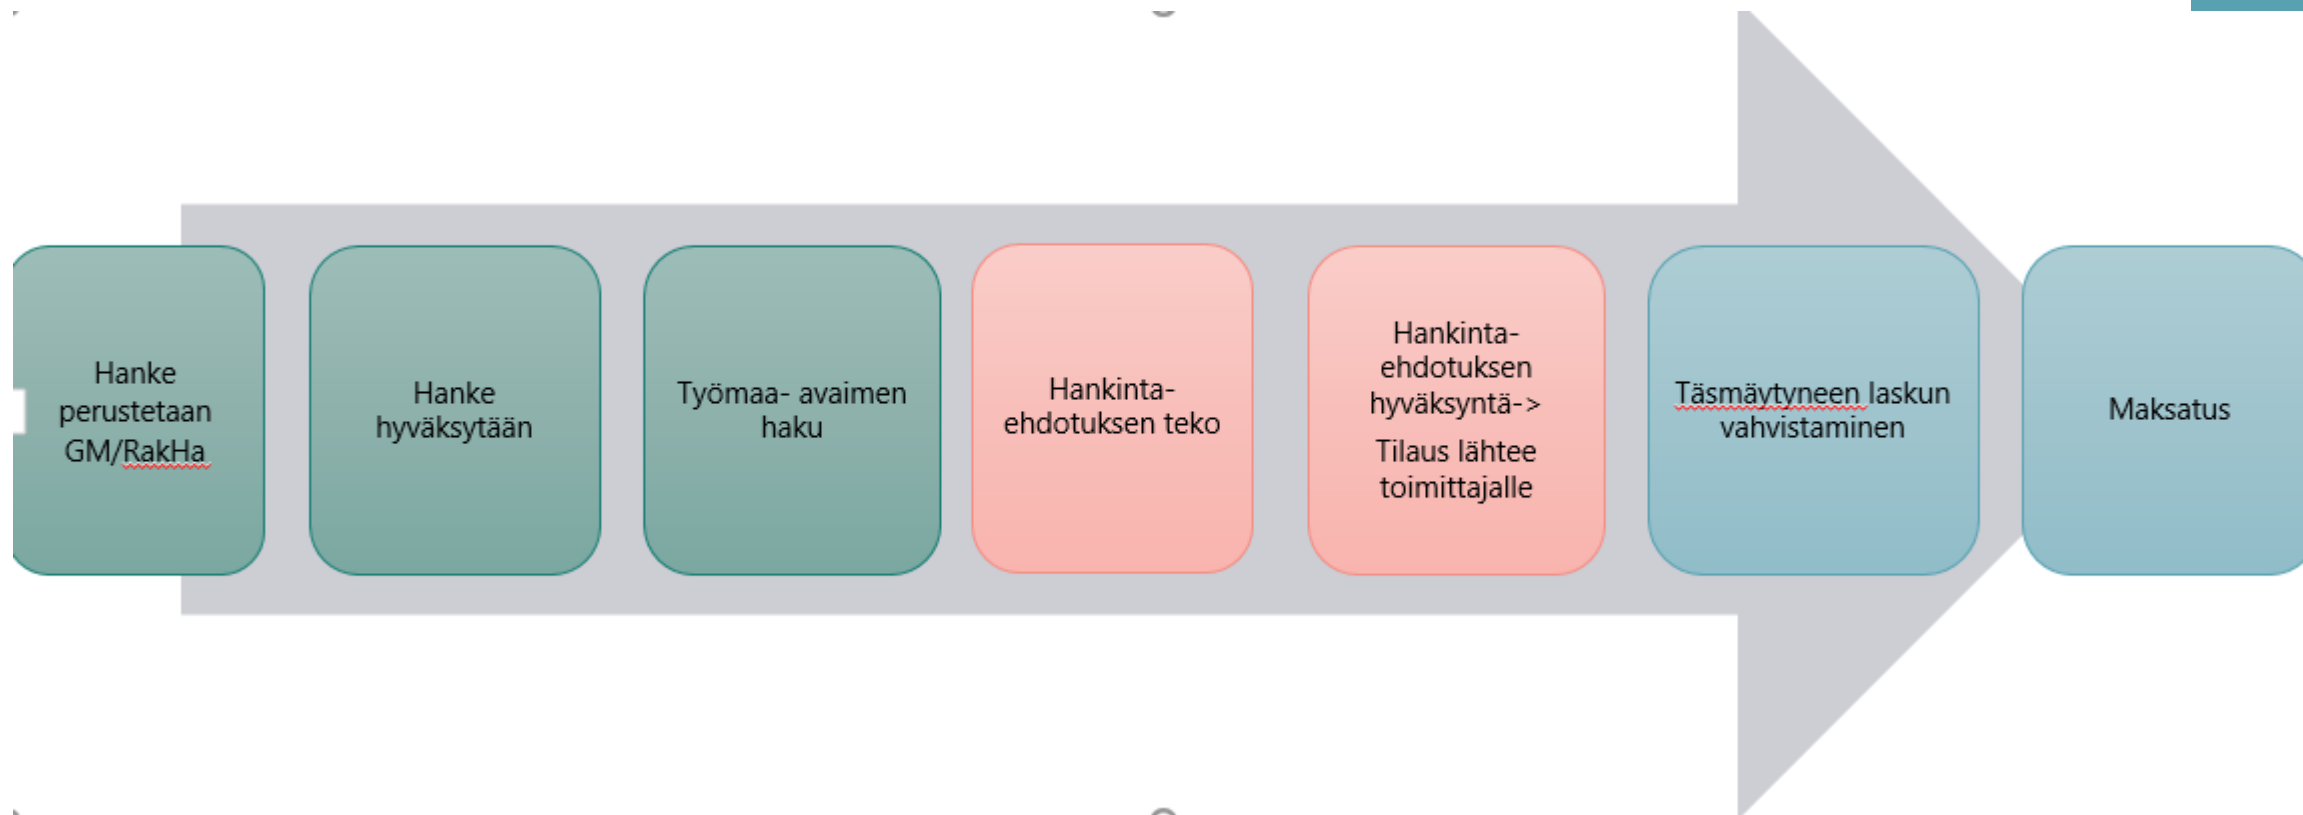 Hanke
perustetaan
GM/RakHa
Hanke
hyväksytään
Työmaa- avaimen
haku
Hankinta-
ehdotuksen teko
Hankinta-
ehdotuksen
hyväksyntä->
Tilaus lähtee
toimittajalle
Täsmäytyneen laskun
vahvistaminen
Maksatus